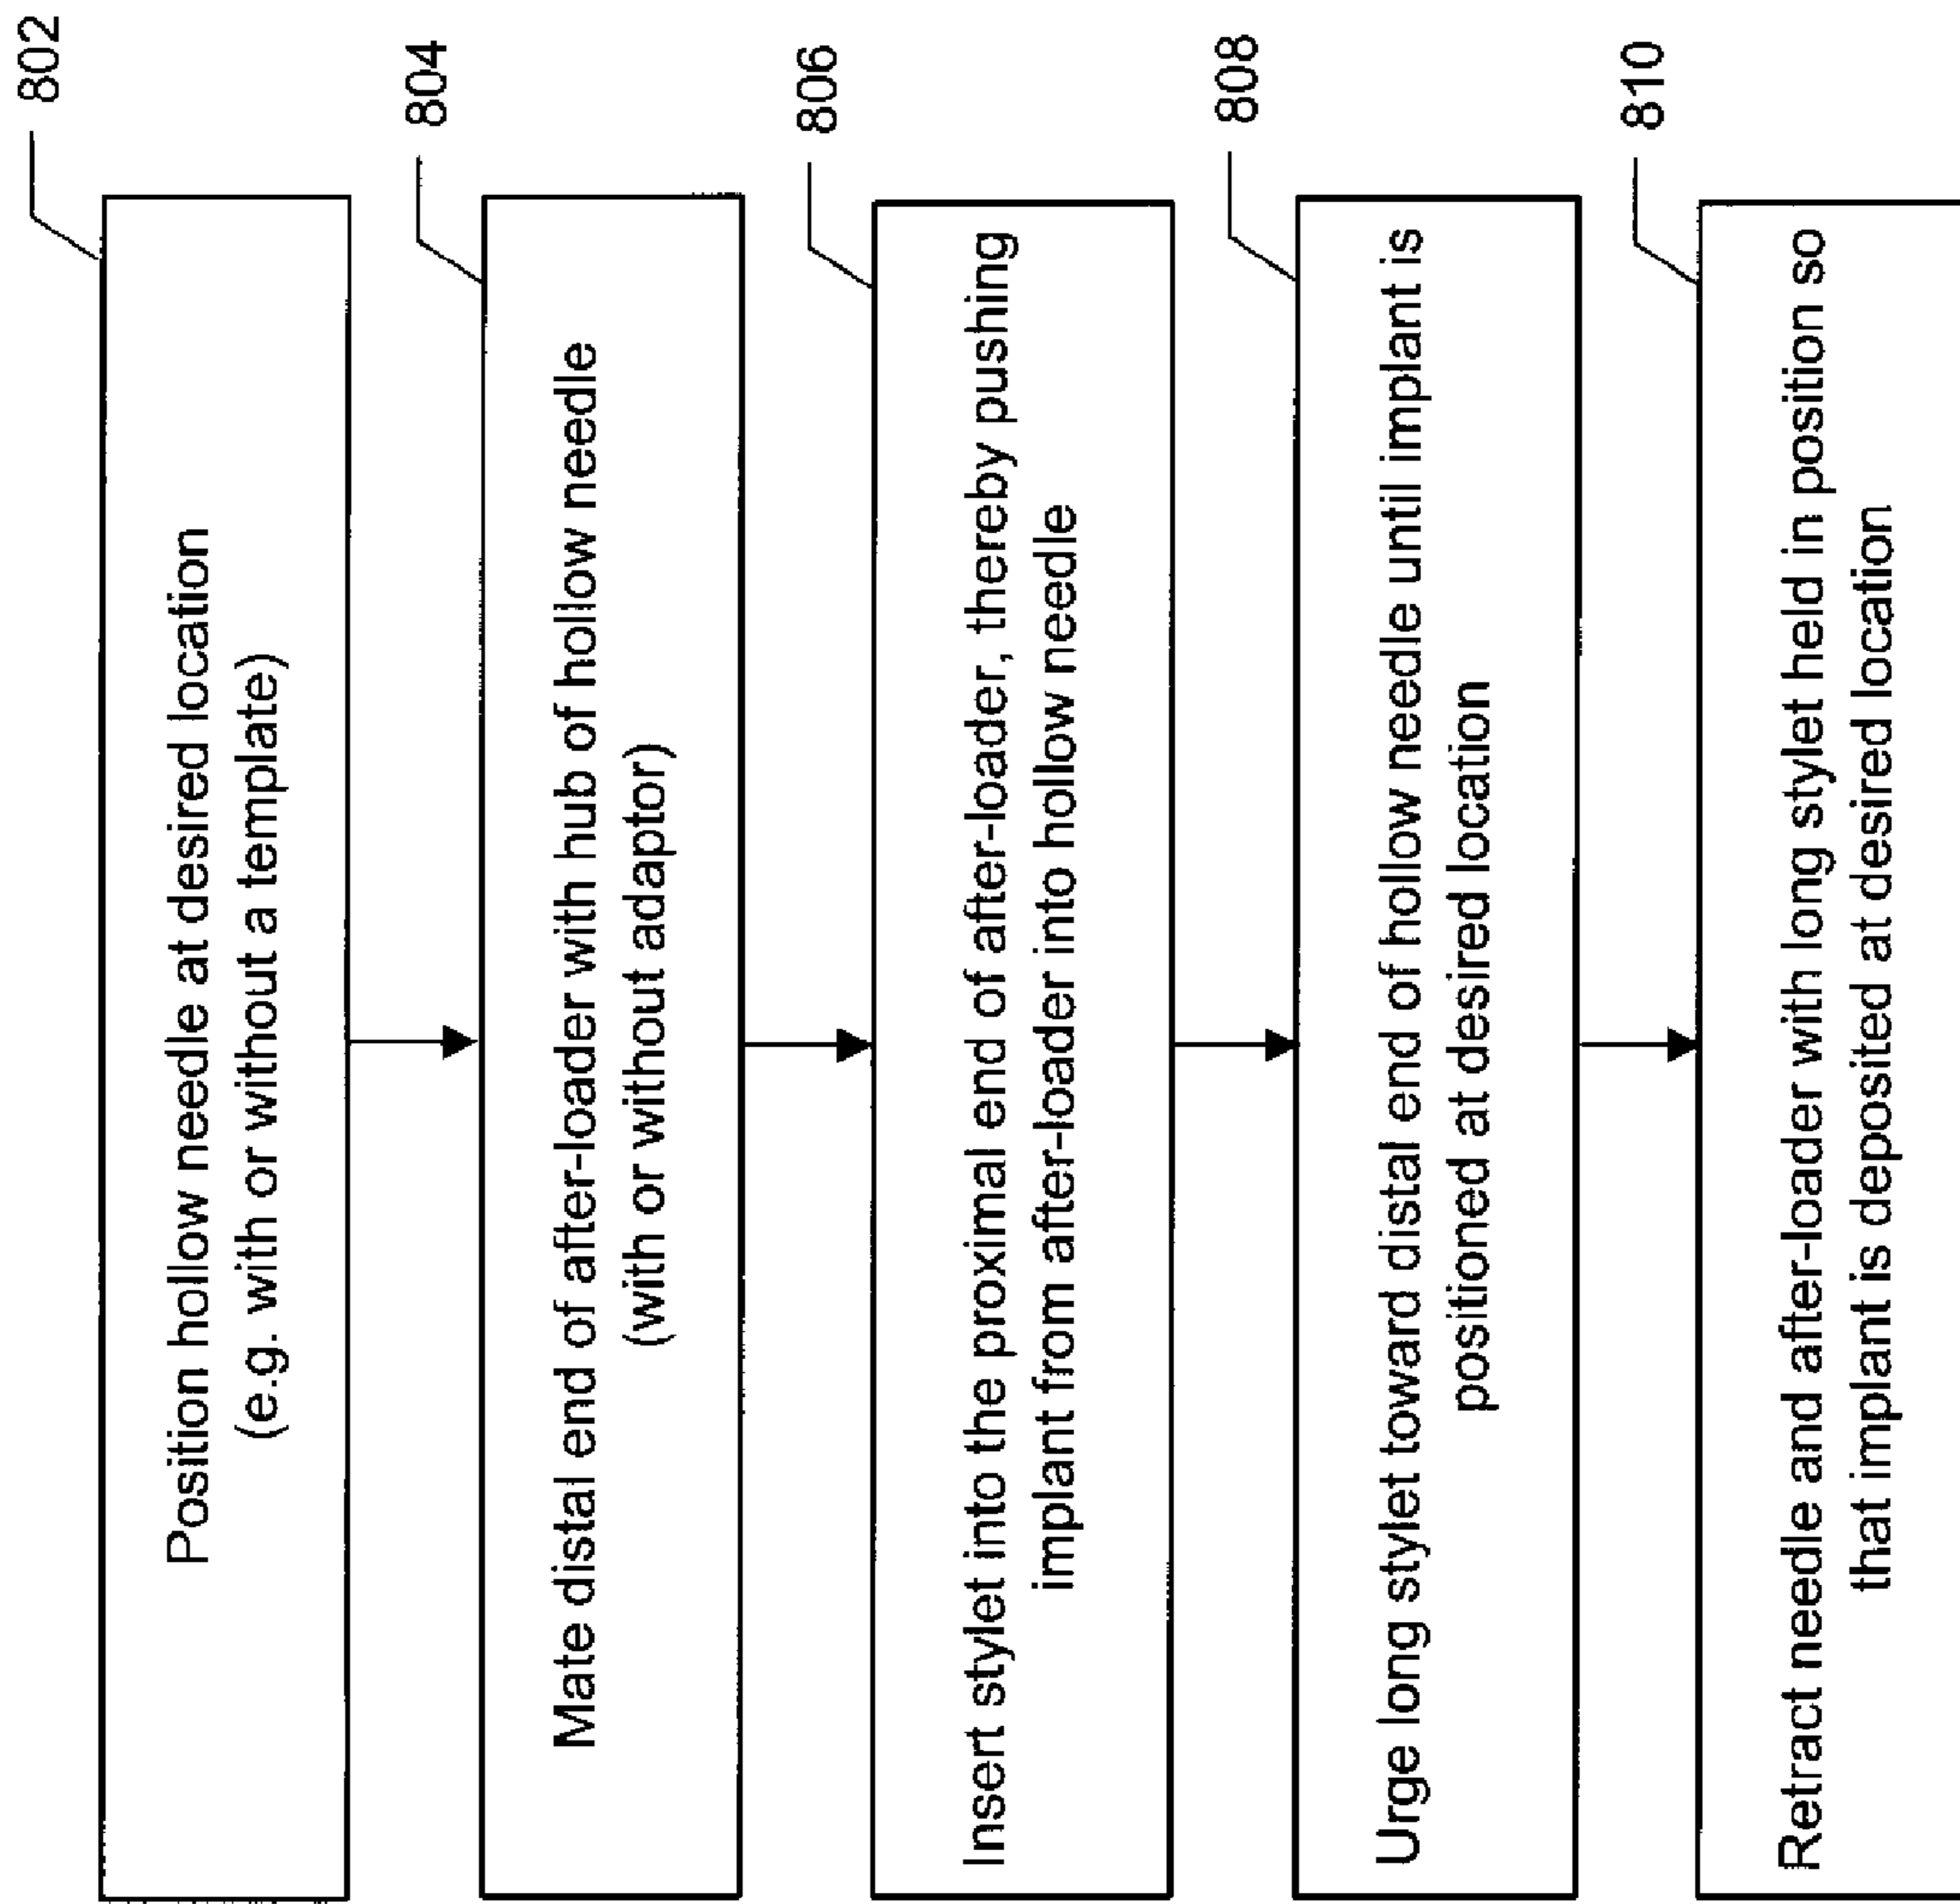 802
Position hollow needle at desired location
(e.g. with or without a template)
804
Mate distal end of after-loader with hub of hollow needle
(with or without adaptor)
806
Insert stylet into the proximal end of after-loader, thereby pushing
implant from after-loader into hollow needle
808
Urge long stylet toward distal end of hollow needle until implant is
positioned at desired location
810
Retract needle and after-loader with long stylet held in position so
that implant is deposited at desired location